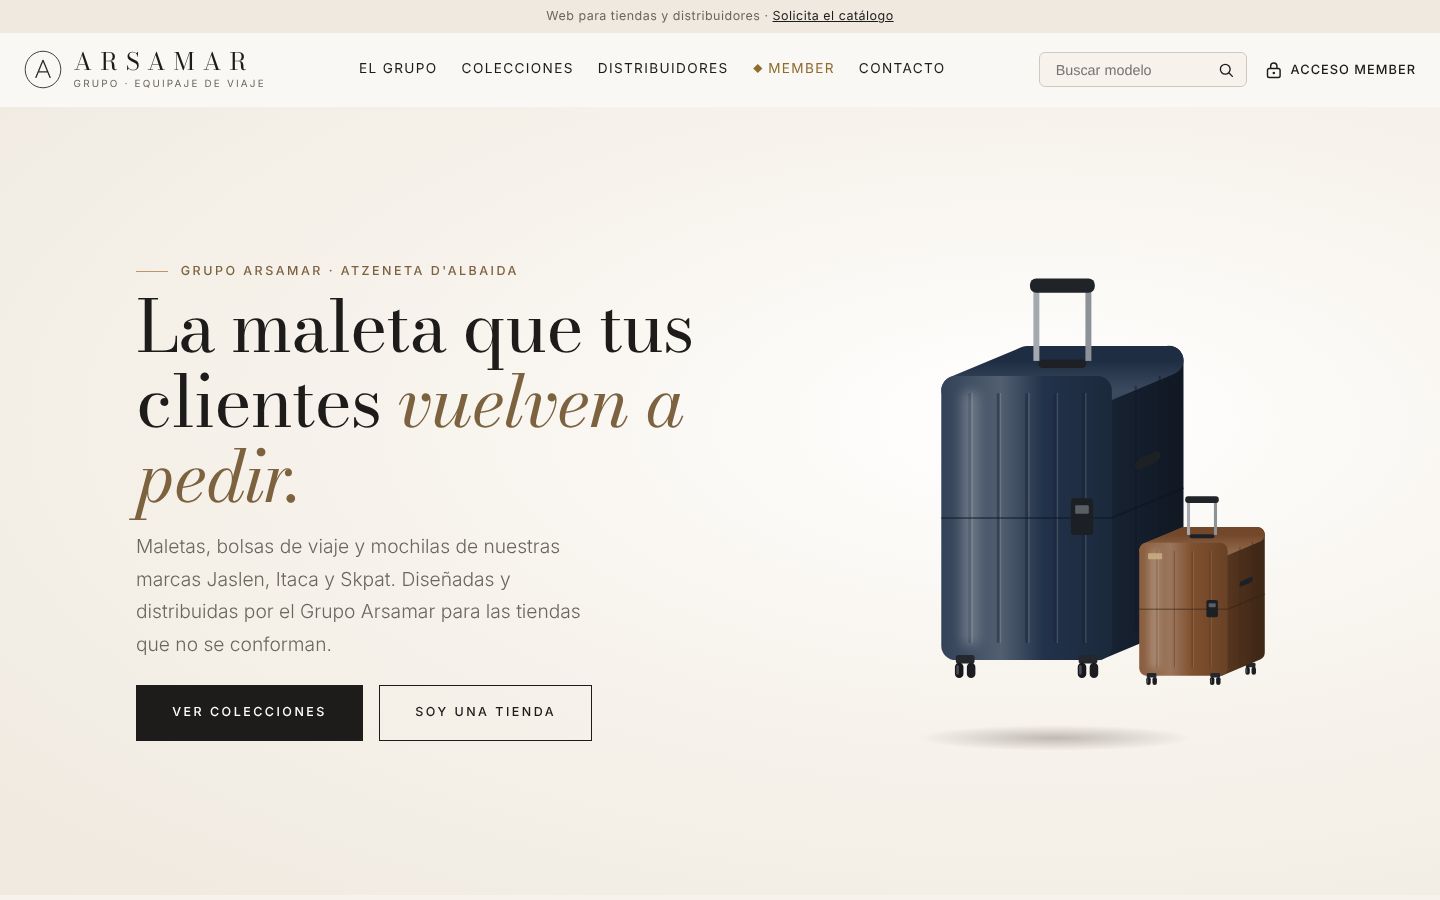 Web para tiendas y distribuidores · Solicita el catálogo
A
ARSAMAR
GRUPO · EQUIPAJE DE VIAJE
EL GRUPO COLECCIONES DISTRIBUIDORES ◆ MEMBER CONTACTO
Buscar modelo
ACCESO MEMBER
GRUPO ARSAMAR · ATZENETA D'ALBAIDA
La maleta que tus
clientes vuelven a
pedir.
Maletas, bolsas de viaje y mochilas de nuestras
marcas Jaslen, Itaca y Skpat. Diseñadas y
distribuidas por el Grupo Arsamar para las tiendas
que no se conforman.
VER COLECCIONES
SOY UNA TIENDA